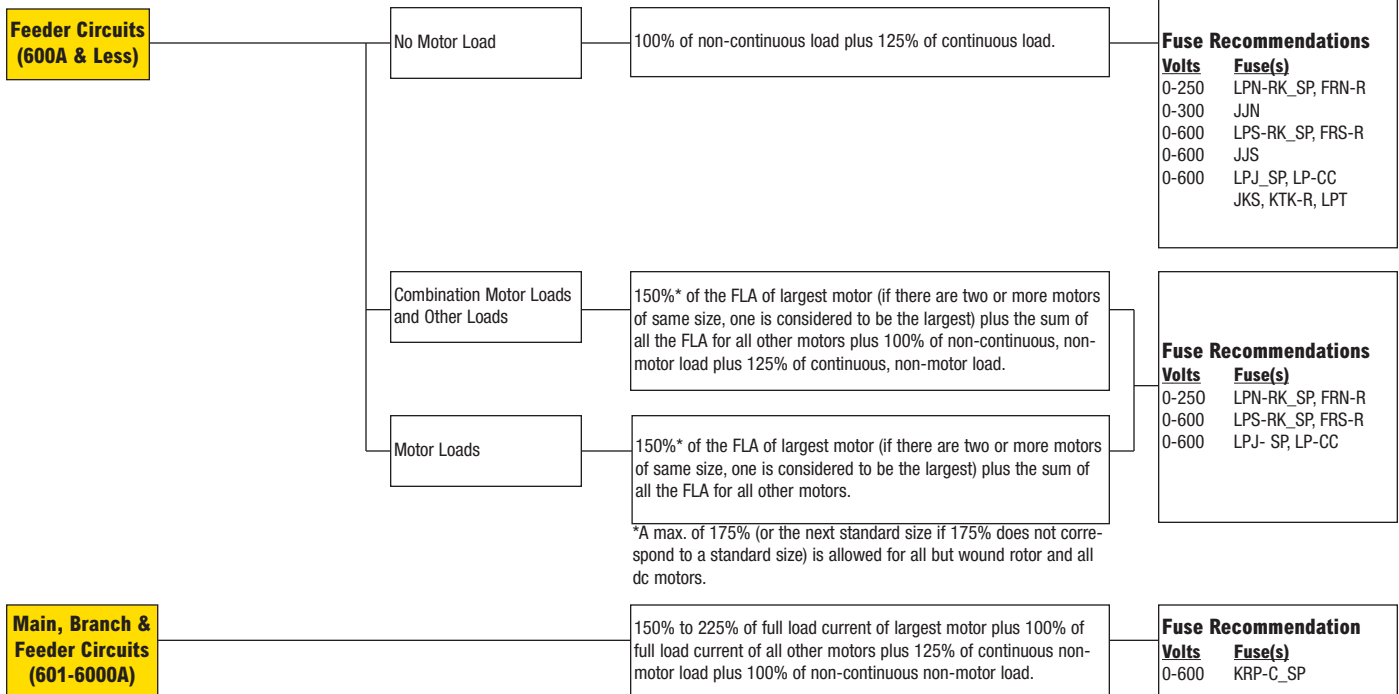 Feeder Circuits
(600A & Less)
No Motor Load
100% of non-continuous load plus 125% of continuous load.
Fuse Recommendations
Volts Fuse(s)
0-250 LPN-RK_SP, FRN-R
0-300 JJN
0-600 LPS-RK_SP, FRS-R
0-600 JJS
0-600 LPJ_SP, LP-CC
JKS, KTK-R, LPT
Combination Motor Loads
and Other Loads
150%* of the FLA of largest motor (if there are two or more motors
of same size, one is considered to be the largest) plus the sum of
all the FLA for all other motors plus 100% of non-continuous, non-
motor load plus 125% of continuous, non-motor load.
Fuse Recommendations
Volts Fuse(s)
0-250 LPN-RK_SP, FRN-R
0-600 LPS-RK_SP, FRS-R
0-600 LPJ- SP, LP-CC
Motor Loads
150%* of the FLA of largest motor (if there are two or more motors
of same size, one is considered to be the largest) plus the sum of
all the FLA for all other motors.
*A max. of 175% (or the next standard size if 175% does not corre-
spond to a standard size) is allowed for all but wound rotor and all
dc motors.
Main, Branch &
Feeder Circuits
(601-6000A)
150% to 225% of full load current of largest motor plus 100% of
full load current of all other motors plus 125% of continuous non-
motor load plus 100% of non-continuous non-motor load.
Fuse Recommendation
Volts Fuse(s)
0-600 KRP-C_SP